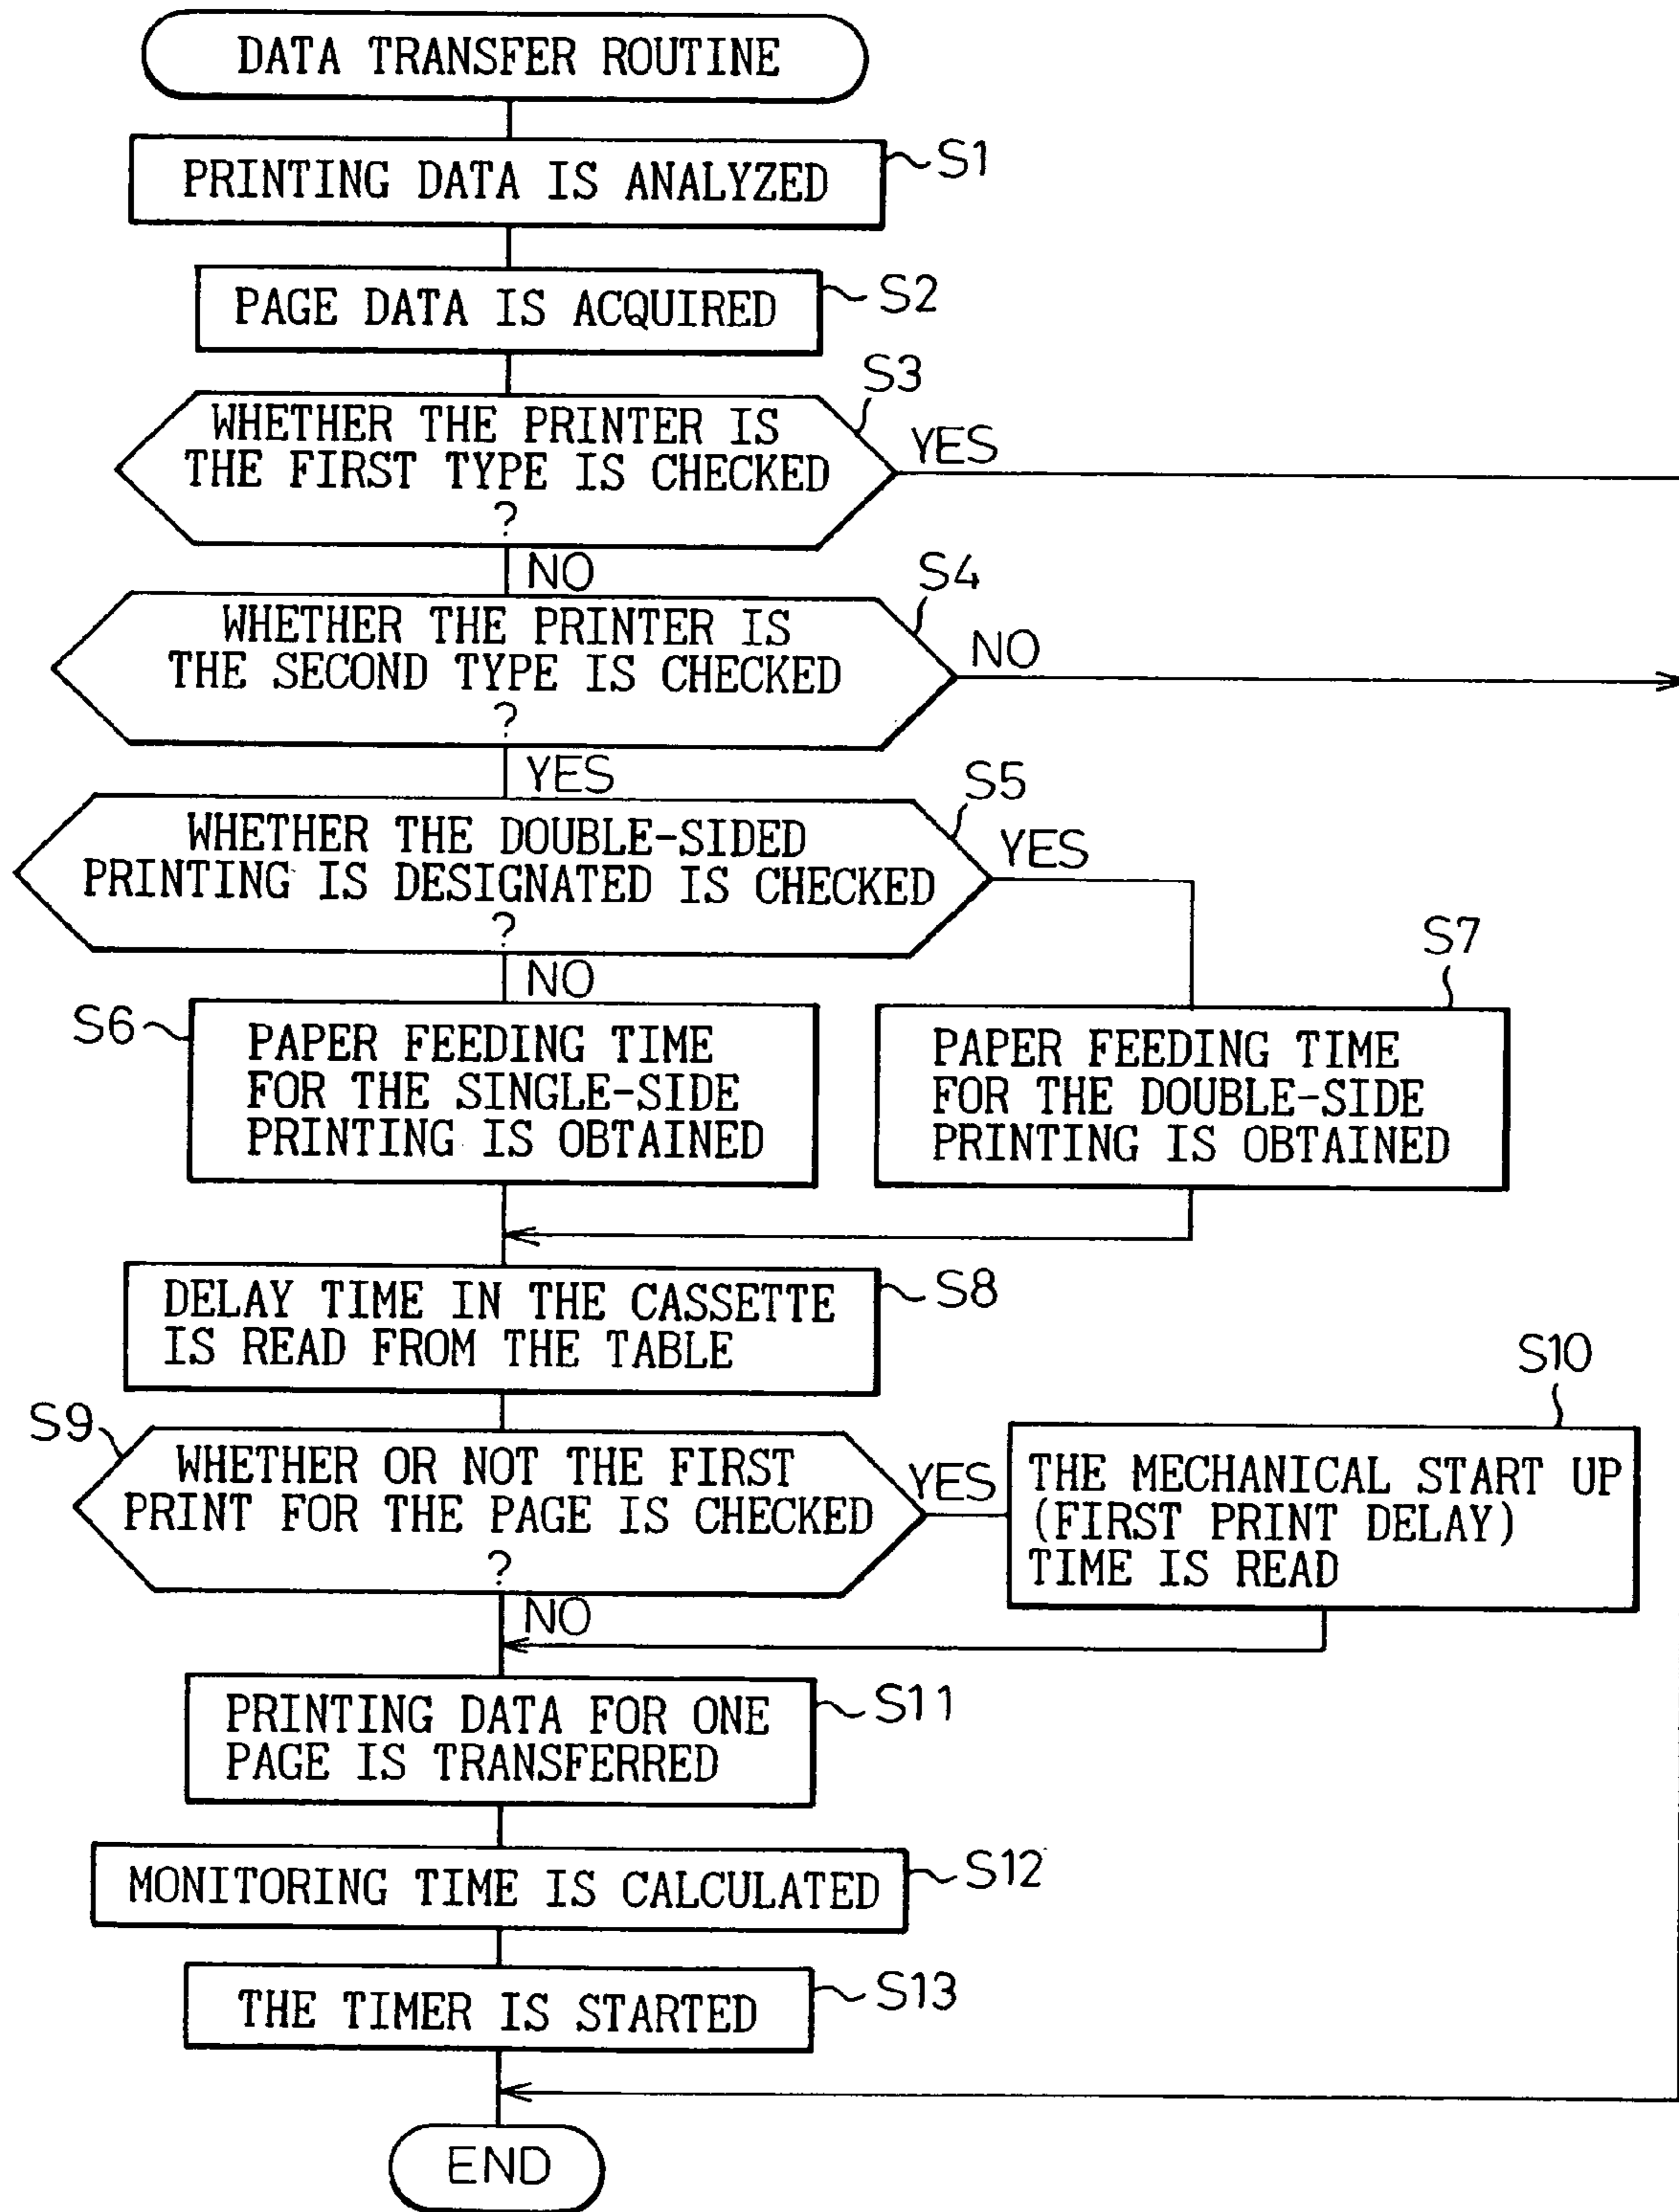 DATA TRANSFER ROUTINE
PRINTING DATA IS ANALYZED
S1
PAGE DATA IS ACQUIRED
S2
S3
WHETHER THE PRINTER IS
THE FIRST TYPE IS CHECKED
?
YES
NO
S4
WHETHER THE PRINTER IS
THE SECOND TYPE IS CHECKED
?
NO
YES
S5
WHETHER THE DOUBLE-SIDED
PRINTING IS DESIGNATED IS CHECKED
?
YES
NO
S6
PAPER FEEDING TIME
FOR THE SINGLE-SIDE
PRINTING IS OBTAINED
S7
PAPER FEEDING TIME
FOR THE DOUBLE-SIDE
PRINTING IS OBTAINED
DELAY TIME IN THE CASSETTE
IS READ FROM THE TABLE
S8
S9
WHETHER OR NOT THE FIRST
PRINT FOR THE PAGE IS CHECKED
?
YES
S10
THE MECHANICAL START UP
(FIRST PRINT DELAY)
TIME IS READ
NO
PRINTING DATA FOR ONE
PAGE IS TRANSFERRED
S11
MONITORING TIME IS CALCULATED
S12
THE TIMER IS STARTED
S13
END